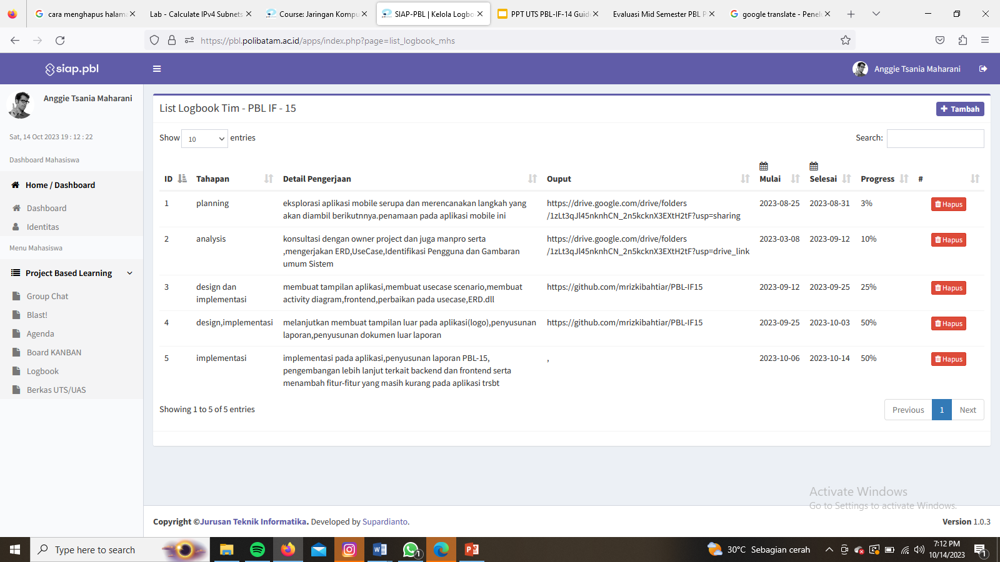 cara menghapus halama
Lab - Calculate IPv4 Subnets
Course: Jaringan Kompu
SIAP-PBL | Kelola Logbo
PPT UTS PBL-IF-14 Guid
Evaluasi Mid Semester PBL P
google translate - Penel
https://pbl.polibatam.ac.id/apps/index.php?page=list_logbook_mhs
siap.pbl
Anggie Tsania Maharani
Anggie Tsania Maharani
Sat, 14 Oct 2023 19 : 12 : 22
Dashboard Mahasiswa
Home / Dashboard
Dashboard
Identitas
Menu Mahasiswa
Project Based Learning
Group Chat
Blast!
Agenda
Board KANBAN
Logbook
Berkas UTS/UAS
List Logbook Tim - PBL IF - 15
Tambah
Show 10 entries
Search:
ID Tahapan Detail Pengerjaan Ouput Mulai Selesai Progress #
1 planning eksplorasi aplikasi mobile serupa dan merencanakan langkah yang https://drive.google.com/drive/folders 2023-08-25 2023-08-31 3% Hapus
akan diambil berikutnnya.penamaan pada aplikasi mobile ini /1zLt3qJl45nknhCN_2n5kcknX3EXtH2tF?usp=sharing
2 analysis konsultasi dengan owner project dan juga manpro serta https://drive.google.com/drive/folders 2023-03-08 2023-09-12 10% Hapus
,mengerjakan ERD,UseCase,Identifikasi Pengguna dan Gambaran /1zLt3qJl45nknhCN_2n5kcknX3EXtH2tF?usp=drive_link
umum Sistem
3 design dan membuat tampilan aplikasi,membuat usecase scenario,membuat https://github.com/mrizkibahtiar/PBL-IF15 2023-09-12 2023-09-25 25% Hapus
implementasi activity diagram,frontend,perbaikan pada usecase,ERD.dll
4 design,implementasi melanjutkan membuat tampilan luar pada aplikasi(logo),penyusunan https://github.com/mrizkibahtiar/PBL-IF15 2023-09-25 2023-10-03 50% Hapus
laporan,penyusunan dokumen luar laporan
5 implementasi implementasi pada aplikasi,penyusunan laporan PBL-15, , 2023-10-06 2023-10-14 50% Hapus
pengembangan lebih lanjut terkait backend dan frontend serta
menambah fitur-fitur yang masih kurang pada aplikasi trsbt
Showing 1 to 5 of 5 entries
Previous 1 Next
Activate Windows
Go to Settings to activate Windows.
Copyright ©Jurusan Teknik Informatika. Developed by Supardianto.
Version 1.0.3
Type here to search
1
30°C Sebagian cerah
7:12 PM
10/14/2023
1